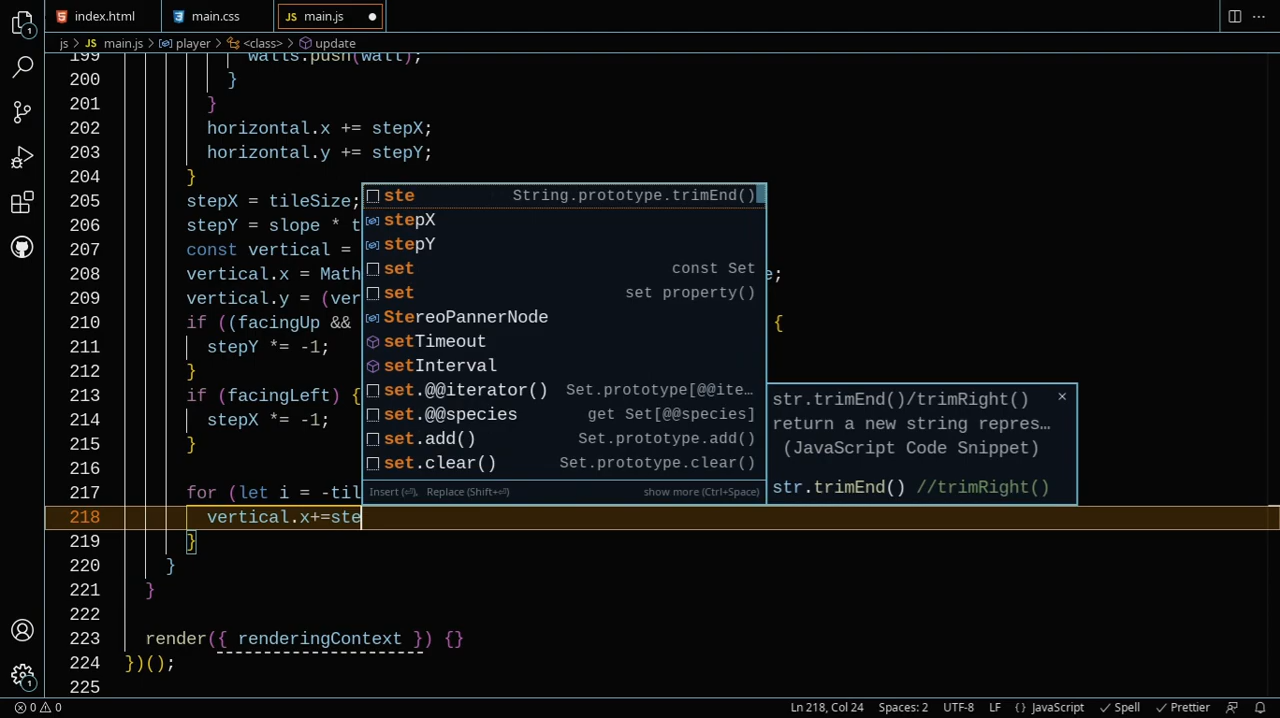 index.html
main.css
JS main.js
js > JS main.js > player > <class> > update
199 walls.push(wall);
200 }
201 }
202 horizontal.x += stepX;
203 horizontal.y += stepY;
204 }
205 stepX = tileSize;
206 stepY = slope * t
207 const vertical =
208 vertical.x = Math e;
209 vertical.y = (ver
210 if ((facingUp && {
211 stepY *= -1;
212 }
213 if (facingLeft) {
214 stepX *= -1;
215 }
216
217 for (let i = -til
218 vertical.x+=ste
219 }
220 }
221 }
222
223 render({ renderingContext }) {}
224 })();
225
ste String.prototype.trimEnd()
stepX
stepY
set const Set
set set property()
StereoPannerNode
setTimeout
setInterval
set.@@iterator() Set.prototype[@@ite…
set.@@species get Set[@@species]
set.add() Set.prototype.add()
set.clear() Set.prototype.clear()
Insert (⏎), Replace (Shift+⏎) show more (Ctrl+Space)
str.trimEnd()/trimRight() ×
return a new string repres…
(JavaScript Code Snippet)
str.trimEnd() //trimRight()
1
1
0 0 Ln 218, Col 24 Spaces: 2 UTF-8 LF {} JavaScript Spell Prettier